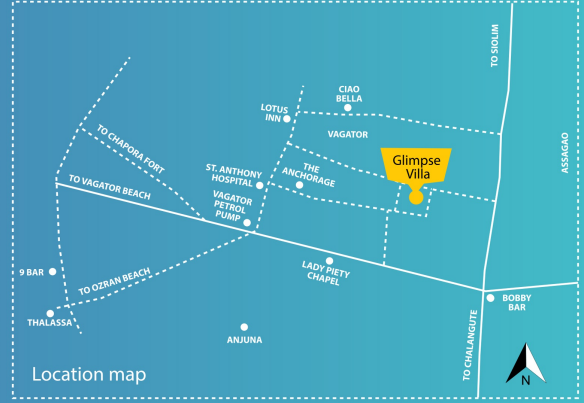 TO SIOLIM
CIAO
BELLA
LOTUS
INN
VAGATOR
ASSAGAO
TO CHAPORA FORT
Glimpse
Villa
ST. ANTHONY
HOSPITAL
THE
ANCHORAGE
TO VAGATOR BEACH
VAGATOR
PETROL
PUMP
LADY PIETY
CHAPEL
9 BAR
TO OZRAN BEACH
BOBBY
BAR
THALASSA
ANJUNA
TO CHALANGUTE
Location map
N